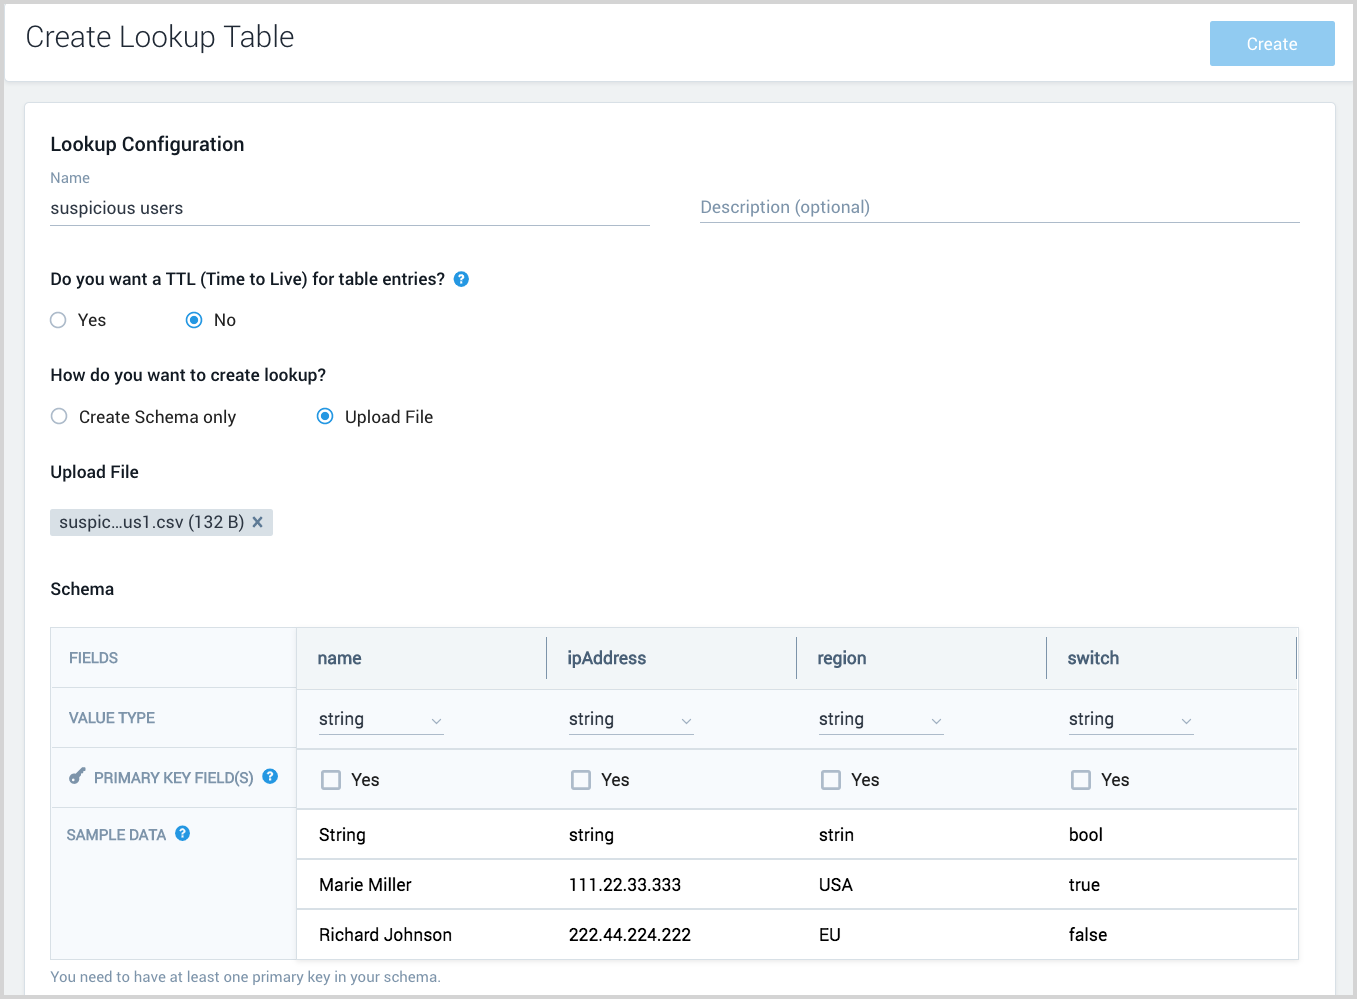 Create Lookup Table
Create
Lookup Configuration
Name
suspicious users
Description (optional)
Do you want a TTL (Time to Live) for table entries? ?
Yes No
How do you want to create lookup?
Create Schema only Upload File
Upload File
suspic...us1.csv (132 B) ×
Schema
FIELDS name ipAddress region switch
VALUE TYPE string string string string
PRIMARY KEY FIELD(S) ? Yes Yes Yes Yes
SAMPLE DATA ? String string strin bool
Marie Miller 111.22.33.333 USA true
Richard Johnson 222.44.224.222 EU false
You need to have at least one primary key in your schema.